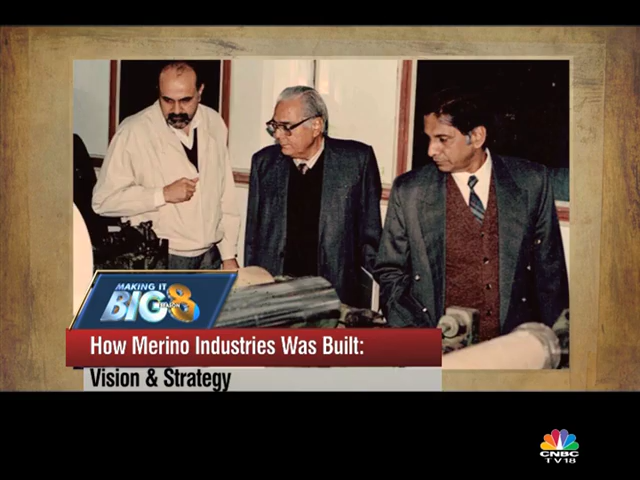 MAKING IT
BIG 8
SEASON
How Merino Industries Was Built:
Vision & Strategy
CNBC
TV18